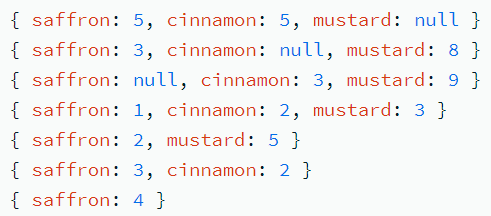 { saffron: 5, cinnamon: 5, mustard: null }
{ saffron: 3, cinnamon: null, mustard: 8 }
{ saffron: null, cinnamon: 3, mustard: 9 }
{ saffron: 1, cinnamon: 2, mustard: 3 }
{ saffron: 2, mustard: 5 }
{ saffron: 3, cinnamon: 2 }
{ saffron: 4 }